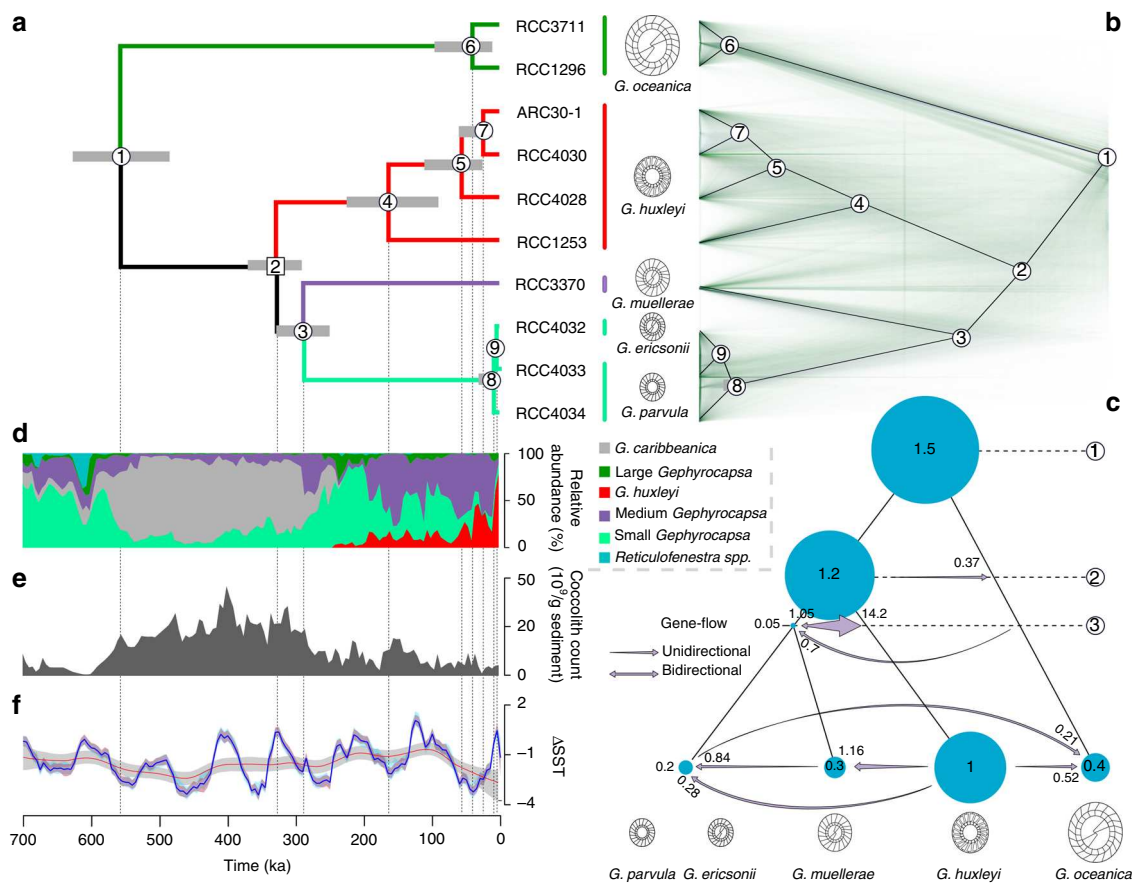 a
b
RCC3711
RCC1296
ARC30-1
RCC4030
RCC4028
RCC1253
RCC3370
RCC4032
RCC4033
RCC4034
1
2
3
4
5
6
7
8
9
G. oceanica
G. huxleyi
G. muellerae
G. ericsonii
G. parvula
6
7
5
4
1
2
3
9
8
c
d
100
50
0
Relative
abundance (%)
G. caribbeanica
Large Gephyrocapsa
G. huxleyi
Medium Gephyrocapsa
Small Gephyrocapsa
Reticulofenestra spp.
e
50
20
0
Coccolith count
(10⁹/g sediment)
f
2
−1
−4
ΔSST
700 600 500 400 300 200 100 0
Time (ka)
1.5
1
1.2
0.37
2
0.05
1.05
14.2
3
0.7
Gene-flow
Unidirectional
Bidirectional
0.2
0.84
0.28
0.3
1.16
1
0.21
0.52
0.4
G. parvula G. ericsonii G. muellerae G. huxleyi G. oceanica